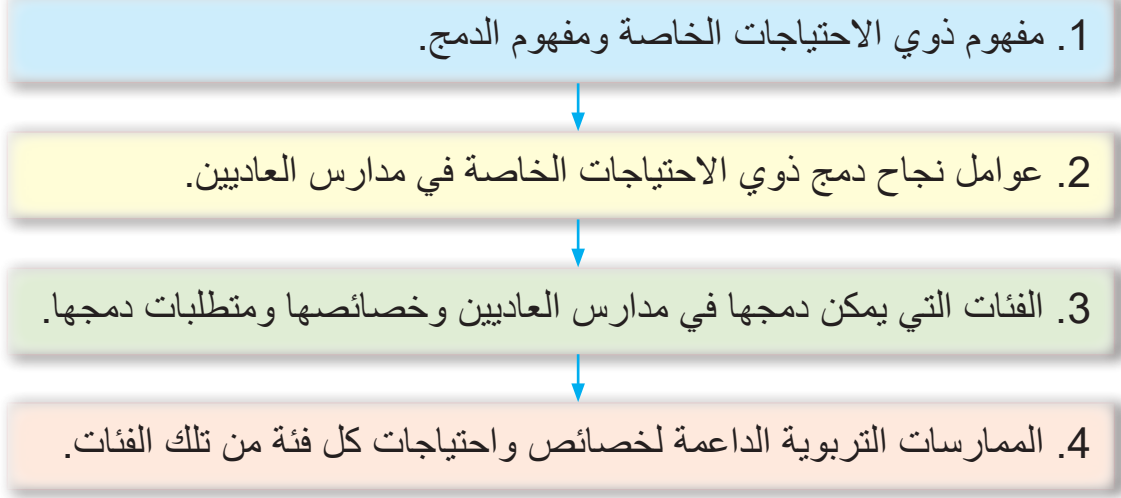 1. مفهوم ذوي الاحتياجات الخاصة ومفهوم الدمج.
2. عوامل نجاح دمج ذوي الاحتياجات الخاصة في مدارس العاديين.
3. الفئات التي يمكن دمجها في مدارس العاديين وخصائصها ومتطلبات دمجها.
4. الممارسات التربوية الداعمة لخصائص واحتياجات كل فئة من تلك الفئات.